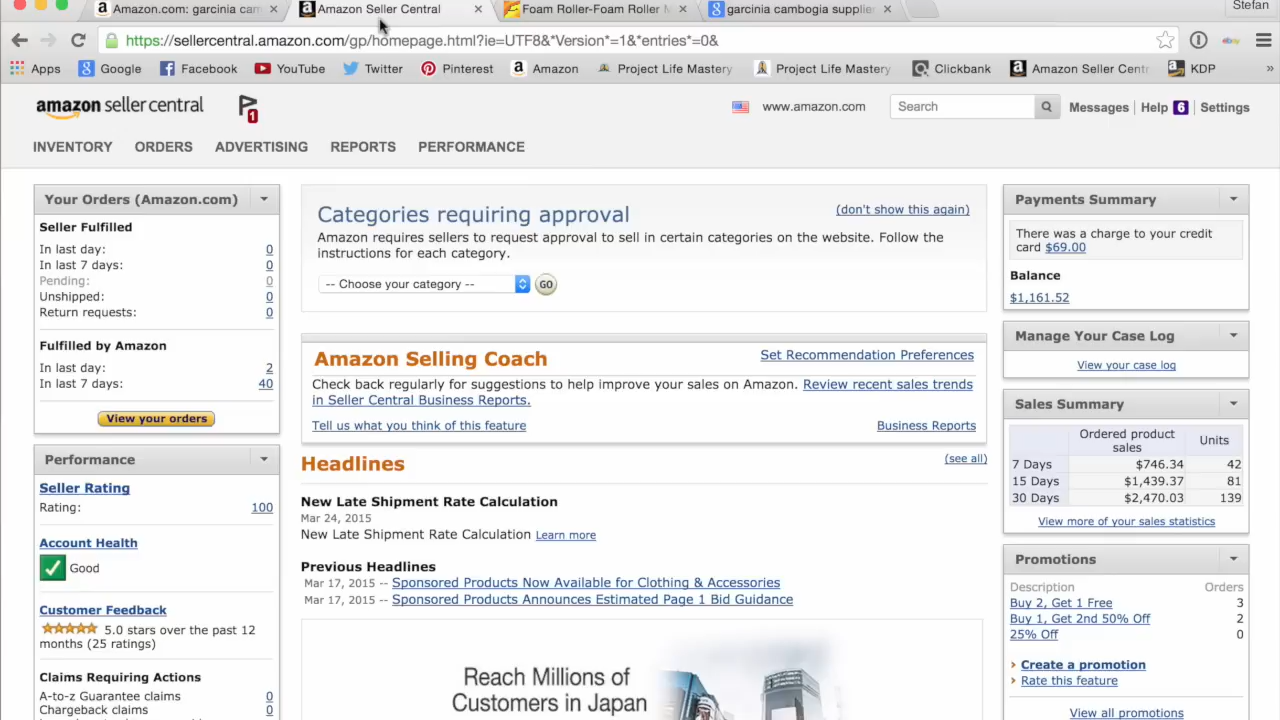 Amazon.com: garcinia cam
Amazon Seller Central
Foam Roller-Foam Roller M
garcinia cambogia supplier
Stefan
https://sellercentral.amazon.com/gp/homepage.html?ie=UTF8&*Version*=1&*entries*=0&
Apps
Google
Facebook
YouTube
Twitter
Pinterest
Amazon
Project Life Mastery
Project Life Mastery
Clickbank
Amazon Seller Centr
KDP
»
amazon seller central
1
www.amazon.com
Search
Messages
Help 6
Settings
INVENTORY
ORDERS
ADVERTISING
REPORTS
PERFORMANCE
Your Orders (Amazon.com)
Seller Fulfilled
In last day: 0
In last 7 days: 0
Pending: 0
Unshipped: 0
Return requests: 0
Fulfilled by Amazon
In last day: 2
In last 7 days: 40
View your orders
Performance
Seller Rating
Rating: 100
Account Health
Good
Customer Feedback
5.0 stars over the past 12
months (25 ratings)
Claims Requiring Actions
A-to-z Guarantee claims 0
Chargeback claims 0
Categories requiring approval
(don't show this again)
Amazon requires sellers to request approval to sell in certain categories on the website. Follow the
instructions for each category.
-- Choose your category --
GO
Amazon Selling Coach
Set Recommendation Preferences
Check back regularly for suggestions to help improve your sales on Amazon. Review recent sales trends
in Seller Central Business Reports.
Tell us what you think of this feature
Business Reports
Headlines
(see all)
New Late Shipment Rate Calculation
Mar 24, 2015
New Late Shipment Rate Calculation Learn more
Previous Headlines
Mar 17, 2015 -- Sponsored Products Now Available for Clothing & Accessories
Mar 17, 2015 -- Sponsored Products Announces Estimated Page 1 Bid Guidance
Reach Millions of
Customers in Japan
Payments Summary
There was a charge to your credit
card $69.00
Balance
$1,161.52
Manage Your Case Log
View your case log
Sales Summary
Ordered product
sales
Units
7 Days $746.34 42
15 Days $1,439.37 81
30 Days $2,470.03 139
View more of your sales statistics
Promotions
Description Orders
Buy 2, Get 1 Free 3
Buy 1, Get 2nd 50% Off 2
25% Off 0
Create a promotion
Rate this feature
View all promotions